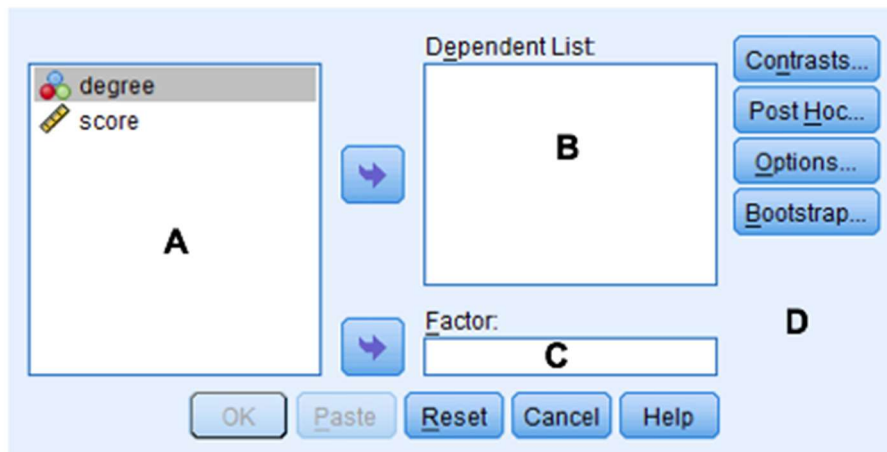 Dependent List:
degree
score
A
B
Contrasts...
Post Hoc...
Options...
Bootstrap...
Factor:
C
D
OK Paste Reset Cancel Help